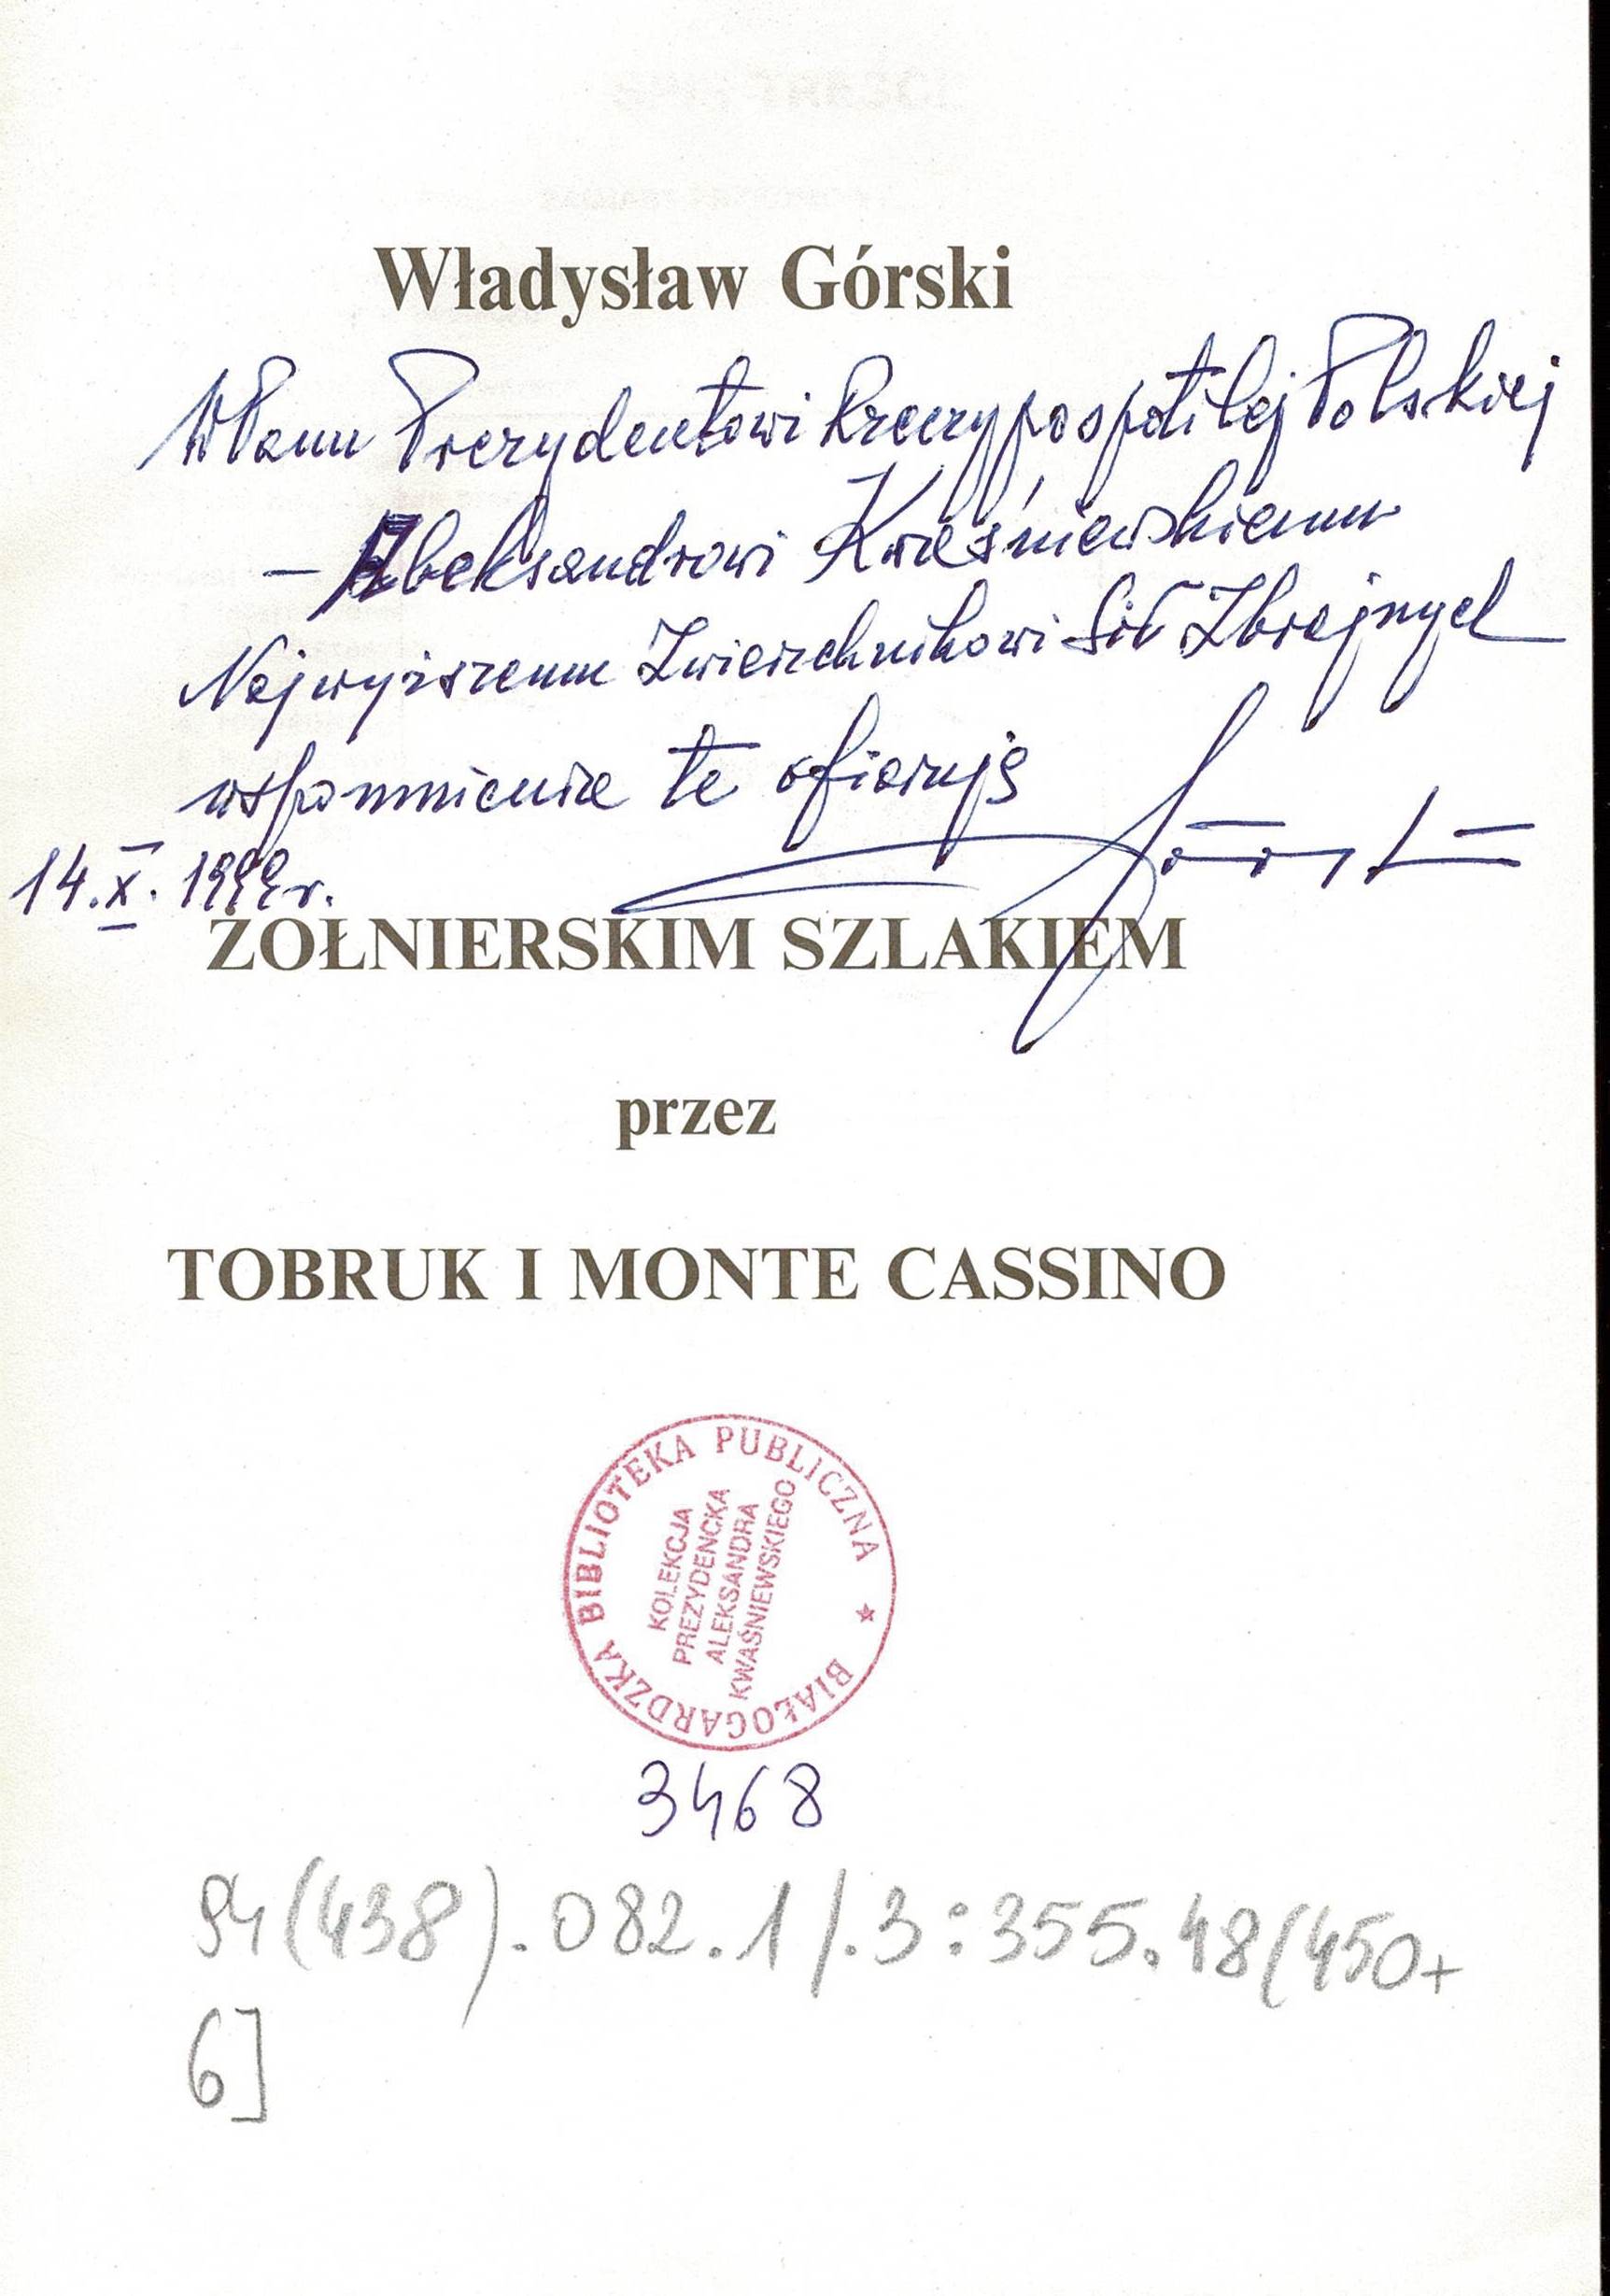 Władysław Górski
WPanu Prezydentowi Rzeczypospolitej Polskiej
– Aleksandrowi Kwaśniewskiemu
Najwyższemu Zwierzchnikowi Sił Zbrojnych
wspomnienia te ofiaruję
14.X.1999r.
ŻOŁNIERSKIM SZLAKIEM
przez
TOBRUK I MONTE CASSINO
BIAŁOGARDZKA BIBLIOTEKA PUBLICZNA ★
KOLEKCJA
PREZYDENCKA
ALEKSANDRA
KWAŚNIEWSKIEGO
3468
94(438).082.1/.3:355.48(450+
6]